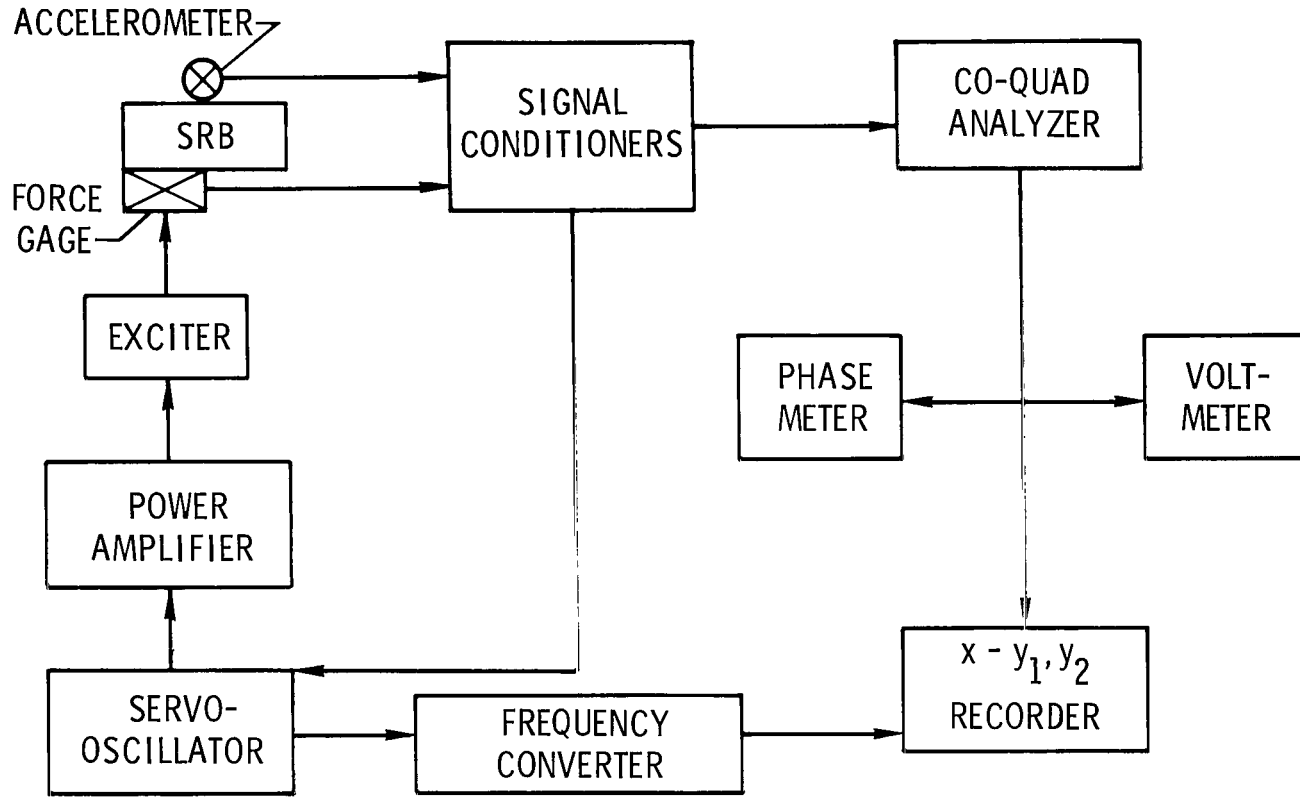 ACCELEROMETER
SRB
FORCE
GAGE
SIGNAL
CONDITIONERS
CO-QUAD
ANALYZER
EXCITER
PHASE
METER
VOLT-
METER
POWER
AMPLIFIER
SERVO-
OSCILLATOR
FREQUENCY
CONVERTER
x - y1, y2
RECORDER